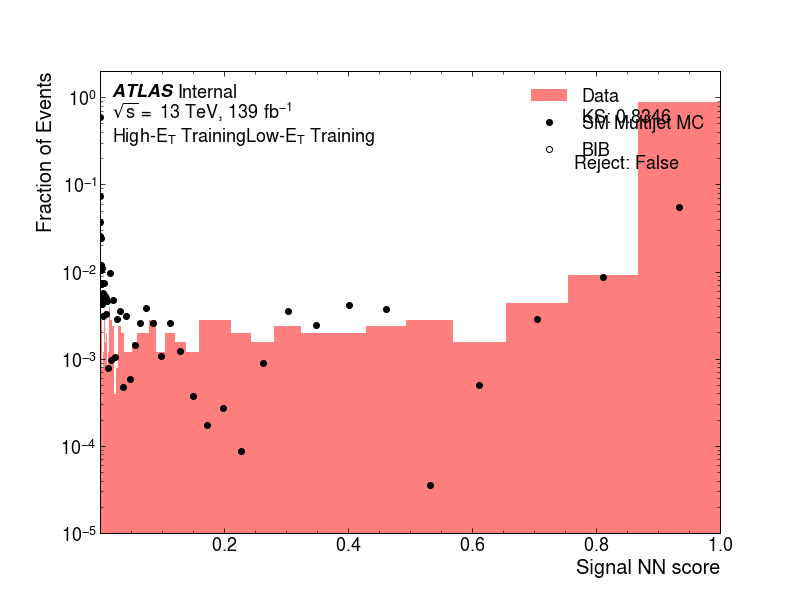 ATLAS Internal
√s = 13 TeV, 139 fb⁻¹
High-E_T TrainingLow-E_T Training
Data
KS: 0.8346
SM Multijet MC
BIB
Reject: False
Fraction of Events
10⁰
10⁻¹
10⁻²
10⁻³
10⁻⁴
10⁻⁵
0.2 0.4 0.6 0.8 1.0
Signal NN score